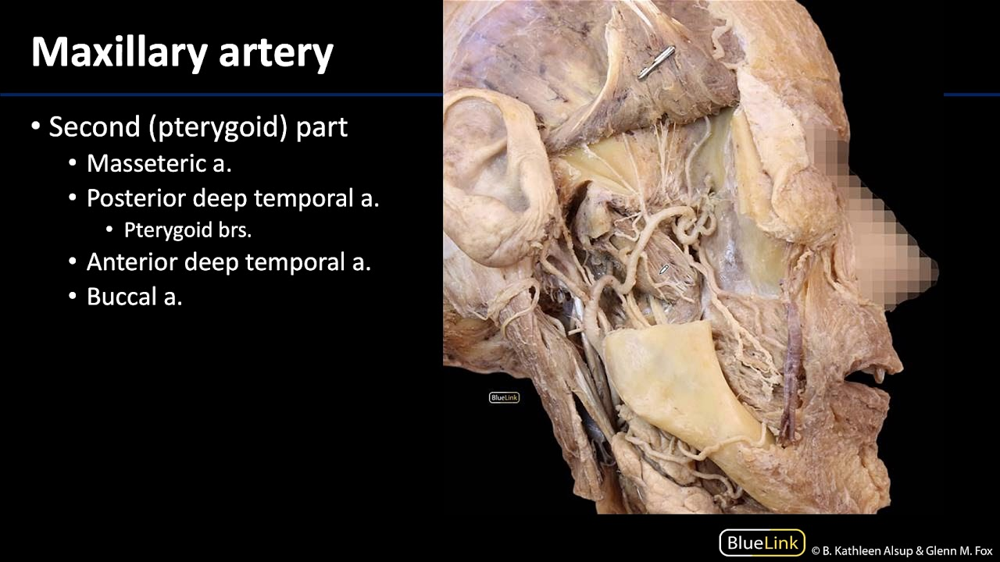 Maxillary artery
• Second (pterygoid) part
• Masseteric a.
• Posterior deep temporal a.
• Pterygoid brs.
• Anterior deep temporal a.
• Buccal a.
BlueLink
BlueLink
© B. Kathleen Alsup & Glenn M. Fox